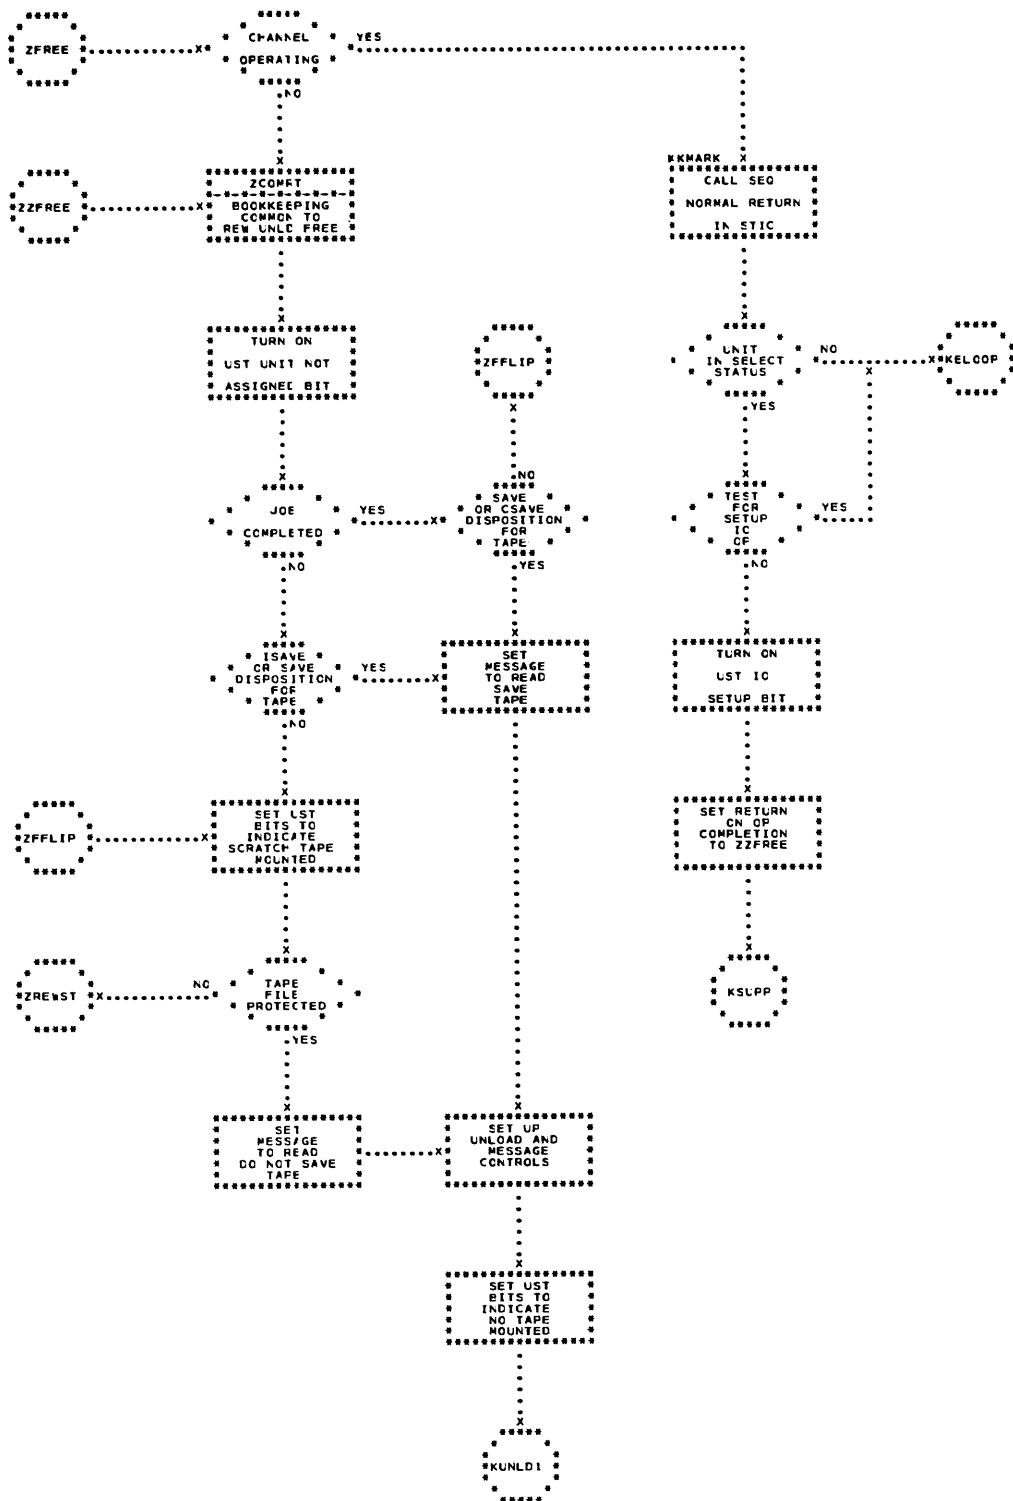 ZFREE
CHANNEL
OPERATING
YES
NO
ZZFREE
ZCOMRT
BOOKKEEPING
COMMON TO
REW UNLD FREE
KKMARK
CALL SEQ
NORMAL RETURN
IN STIC
TURN ON
UST UNIT NOT
ASSIGNED BIT
ZFFLIP
UNIT
IN SELECT
STATUS
NO
KELOOP
YES
JOB
COMPLETED
YES
NO
SAVE
OR CSAVE
DISPOSITION
FOR
TAPE
NO
YES
TEST
FOR
SETUP
IO
OP
YES
NO
ISAVE
OR SAVE
DISPOSITION
FOR
TAPE
YES
NO
SET
MESSAGE
TO READ
SAVE
TAPE
TURN ON
UST IO
SETUP BIT
ZFFLIP
SET UST
BITS TO
INDICATE
SCRATCH TAPE
MOUNTED
SET RETURN
ON OP
COMPLETION
TO ZZFREE
ZREWST
NO
TAPE
FILE
PROTECTED
YES
KSUPP
SET
MESSAGE
TO READ
DO NOT SAVE
TAPE
SET UP
UNLOAD AND
MESSAGE
CONTROLS
SET UST
BITS TO
INDICATE
NO TAPE
MOUNTED
KUNLD1